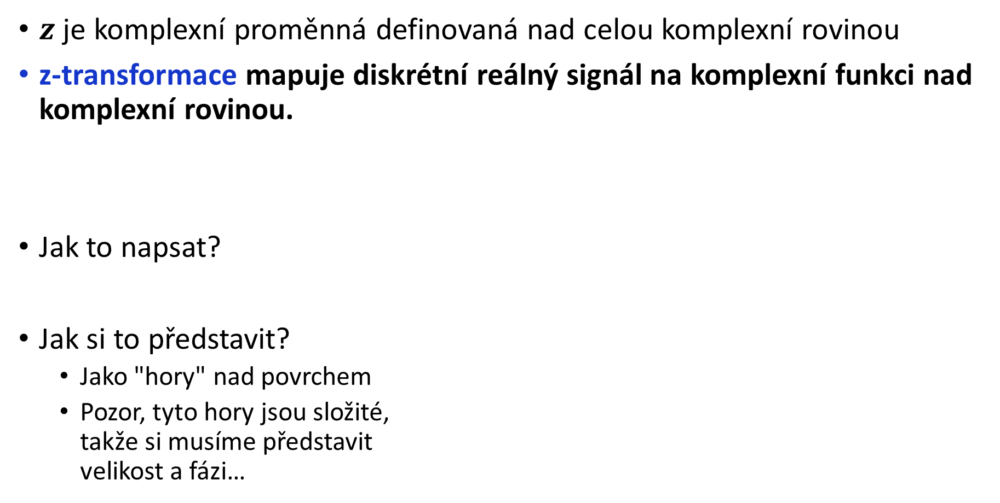 • z je komplexní proměnná definovaná nad celou komplexní rovinou
• z-transformace mapuje diskrétní reálný signál na komplexní funkci nad
komplexní rovinou.
• Jak to napsat?
• Jak si to představit?
• Jako "hory" nad povrchem
• Pozor, tyto hory jsou složité,
takže si musíme představit
velikost a fázi...